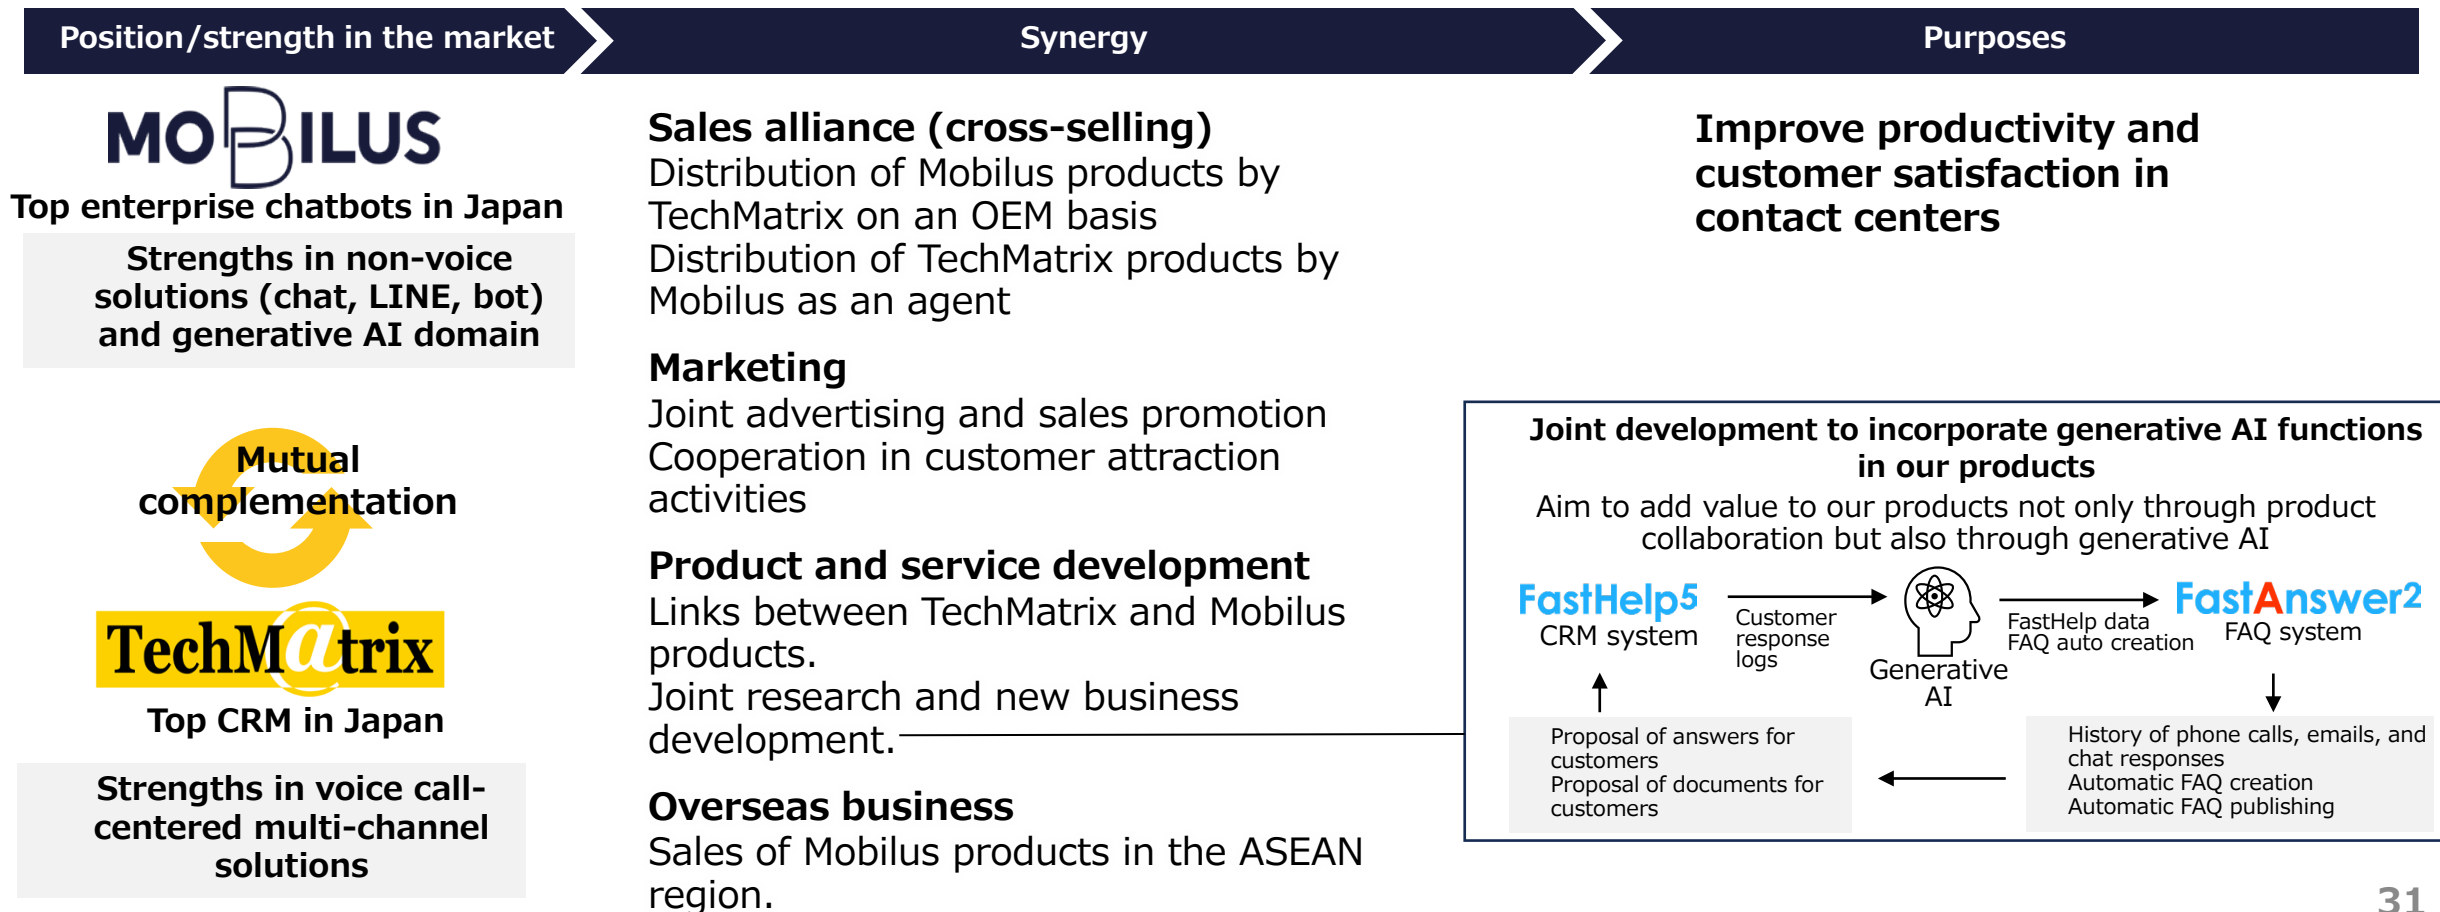 Position/strength in the market
Synergy
Purposes
MOBILUS
Top enterprise chatbots in Japan
Strengths in non-voice
solutions (chat, LINE, bot)
and generative AI domain
Mutual
complementation
TechM@trix
Top CRM in Japan
Strengths in voice call-
centered multi-channel
solutions
Sales alliance (cross-selling)
Distribution of Mobilus products by
TechMatrix on an OEM basis
Distribution of TechMatrix products by
Mobilus as an agent
Marketing
Joint advertising and sales promotion
Cooperation in customer attraction
activities
Product and service development
Links between TechMatrix and Mobilus
products.
Joint research and new business
development.
Overseas business
Sales of Mobilus products in the ASEAN
region.
Improve productivity and
customer satisfaction in
contact centers
Joint development to incorporate generative AI functions
in our products
Aim to add value to our products not only through product
collaboration but also through generative AI
FastHelp5
CRM system
Customer
response
logs
Generative
AI
FastHelp data
FAQ auto creation
FastAnswer2
FAQ system
History of phone calls, emails, and
chat responses
Automatic FAQ creation
Automatic FAQ publishing
Proposal of answers for
customers
Proposal of documents for
customers
31